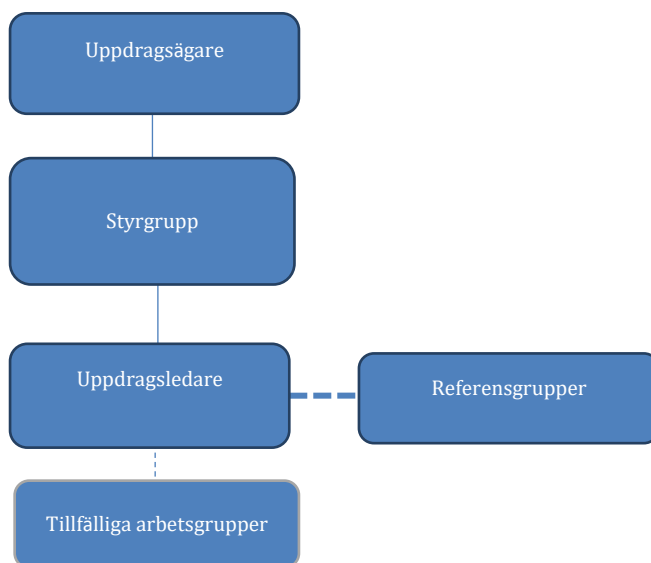 Uppdragsägare
Styrgrupp
Uppdragsledare
Referensgrupper
Tillfälliga arbetsgrupper